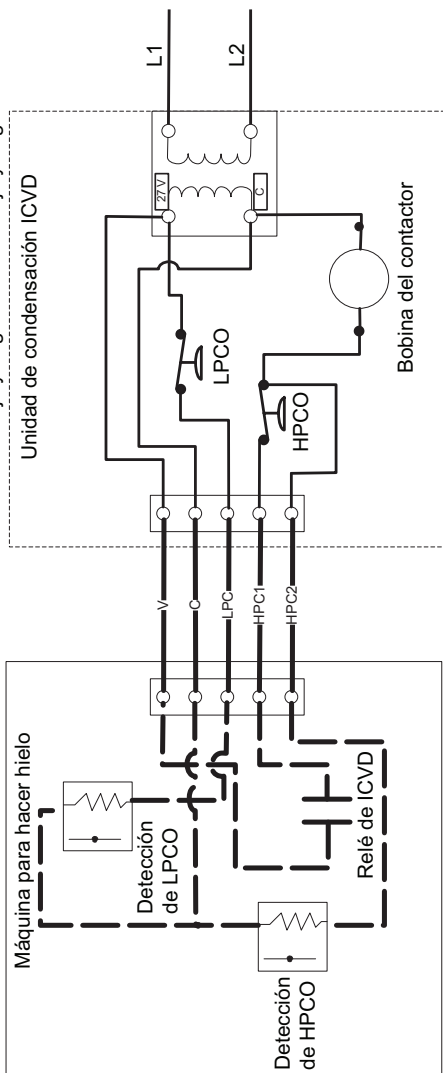 Unidad de condensación ICVD
Máquina para hacer hielo
L1
L2
27 V
C
LPCO
HPCO
Bobina del contactor
V
C
LPC
HPC1
HPC2
Detección
de LPCO
Relé de ICVD
Detección
de HPCO